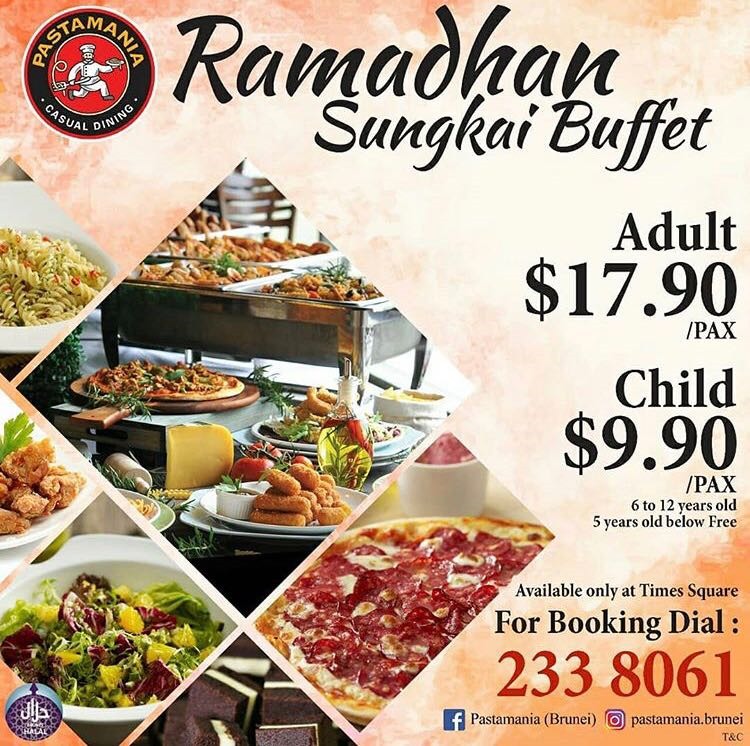 PASTAMANIA
• CASUAL DINING •
Ramadhan
Sungkai Buffet
Adult
$17.90
/PAX
Child
$9.90
/PAX
6 to 12 years old
5 years old below Free
Available only at Times Square
For Booking Dial :
233 8061
Pastamania (Brunei) pastamania.brunei
T&C
حلال
HALAL